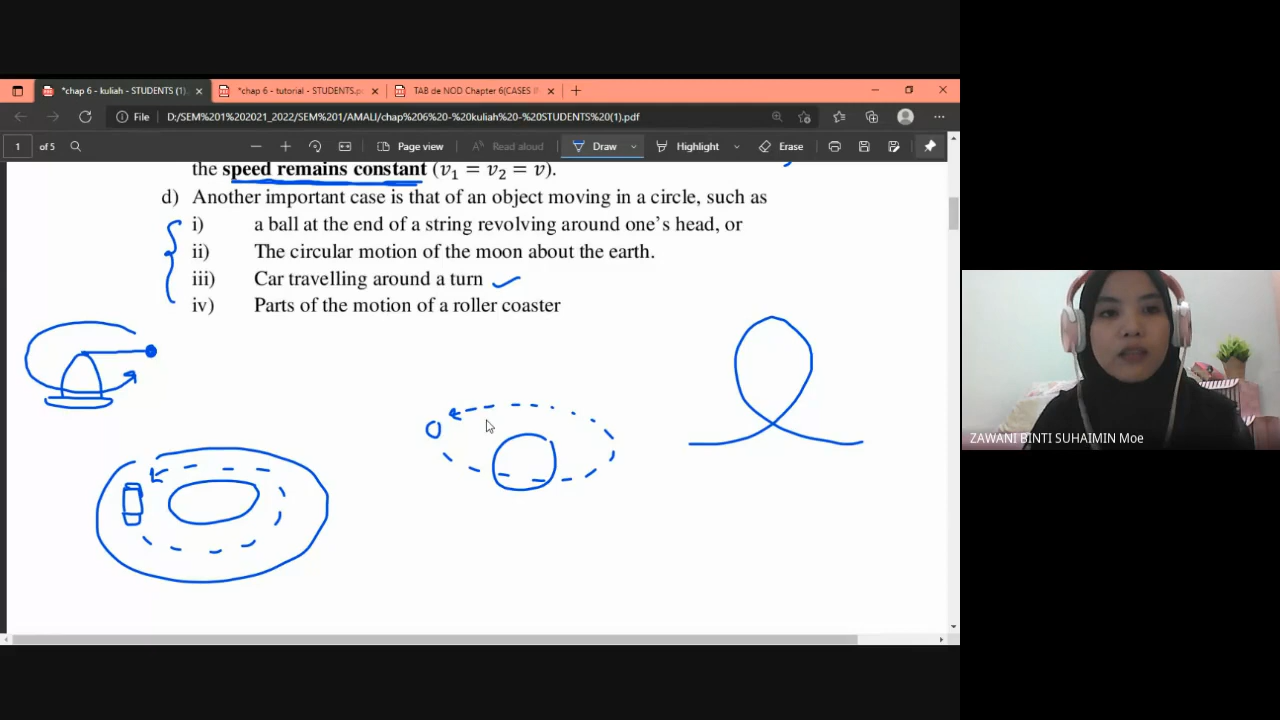 *chap 6 - kuliah - STUDENTS (1).
*chap 6 - tutorial - STUDENTS.p
TAB de NOD Chapter 6(CASES I
File
D:/SEM%201%202021_2022/SEM%201/AMALI/chap%206%20-%20kuliah%20-%20STUDENTS%20(1).pdf
1 of 5
Page view
Read aloud
Draw
Highlight
Erase
the speed remains constant (v₁ = v₂ = v).
d) Another important case is that of an object moving in a circle, such as
i) a ball at the end of a string revolving around one’s head, or
ii) The circular motion of the moon about the earth.
iii) Car travelling around a turn
iv) Parts of the motion of a roller coaster
ZAWANI BINTI SUHAIMIN Moe